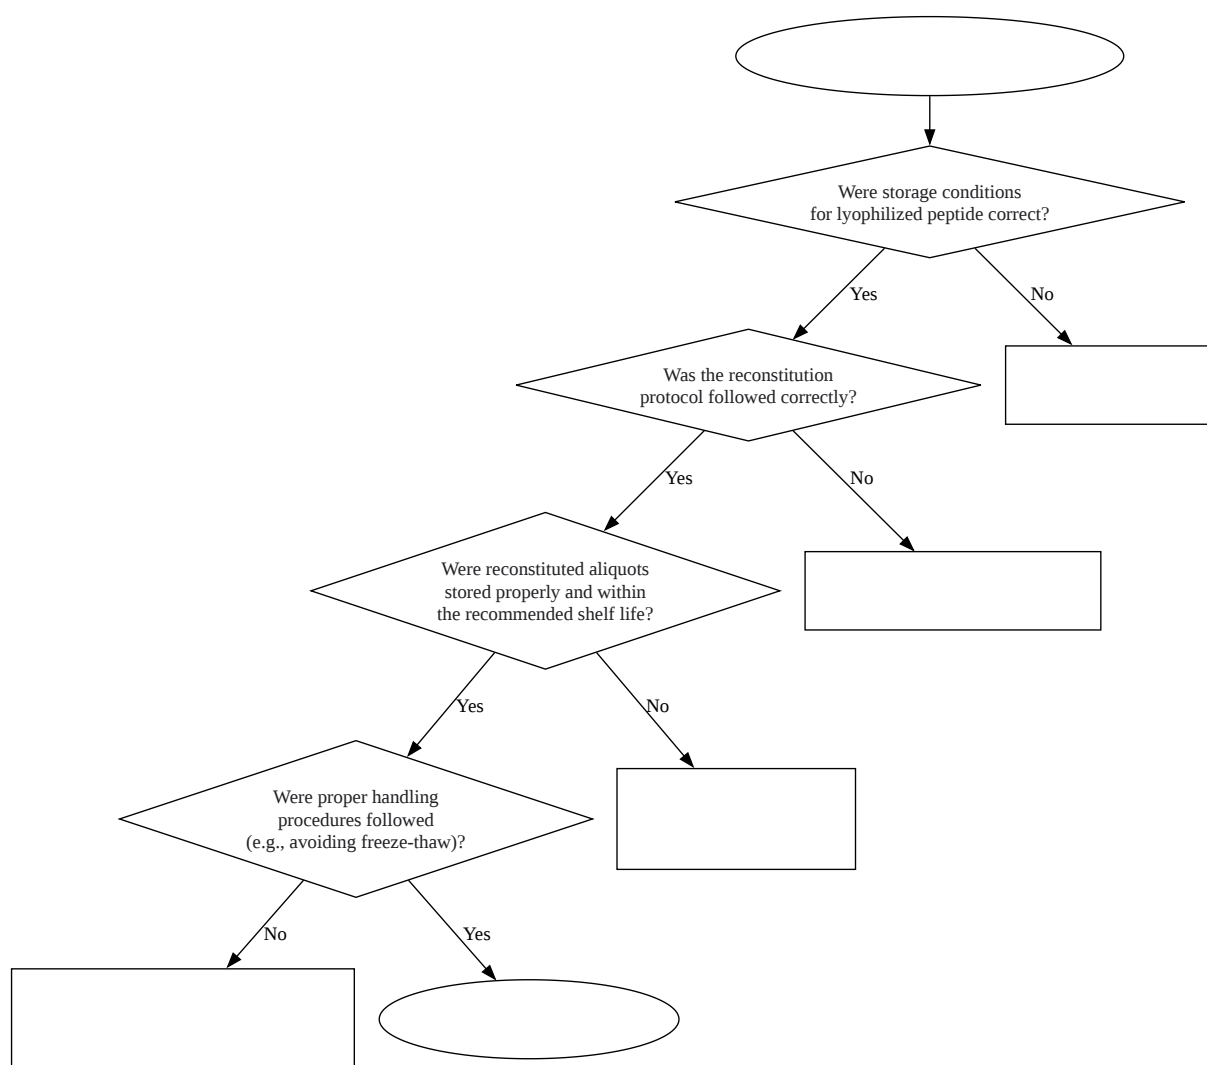 Were storage conditions
for lyophilized peptide correct?
Yes
No
Was the reconstitution
protocol followed correctly?
Yes
No
Were reconstituted aliquots
stored properly and within
the recommended shelf life?
Yes
No
Were proper handling
procedures followed
(e.g., avoiding freeze-thaw)?
No
Yes